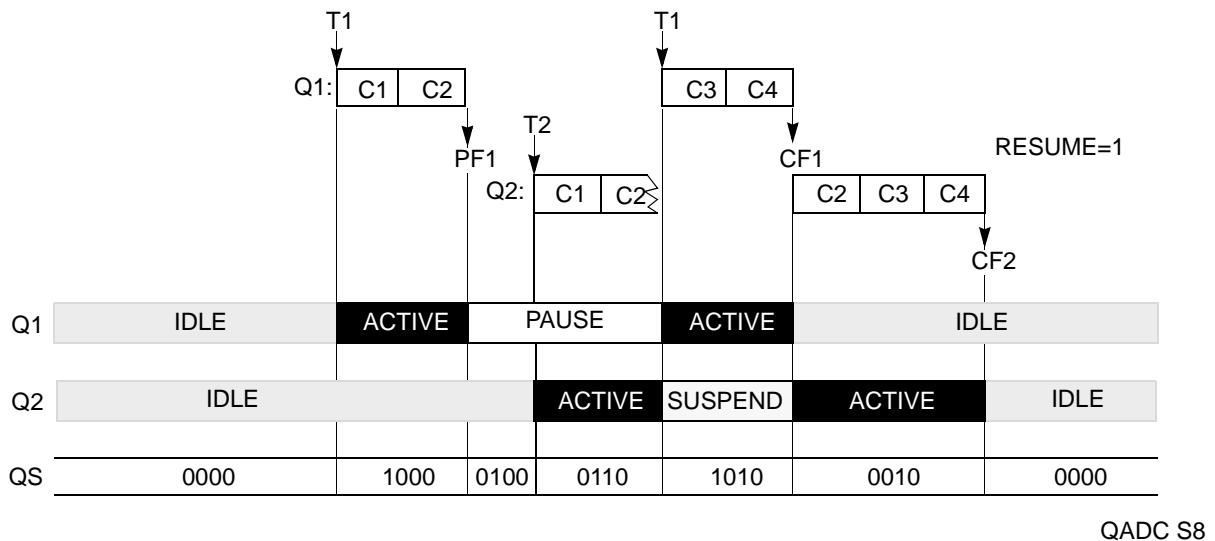 T1 T1
Q1: C1 C2 C3 C4
T2
PF1 CF1 RESUME=1
Q2: C1 C2 C2 C3 C4
CF2
Q1 IDLE ACTIVE PAUSE ACTIVE IDLE
Q2 IDLE ACTIVE SUSPEND ACTIVE IDLE
QS 0000 1000 0100 0110 1010 0010 0000
QADC S8